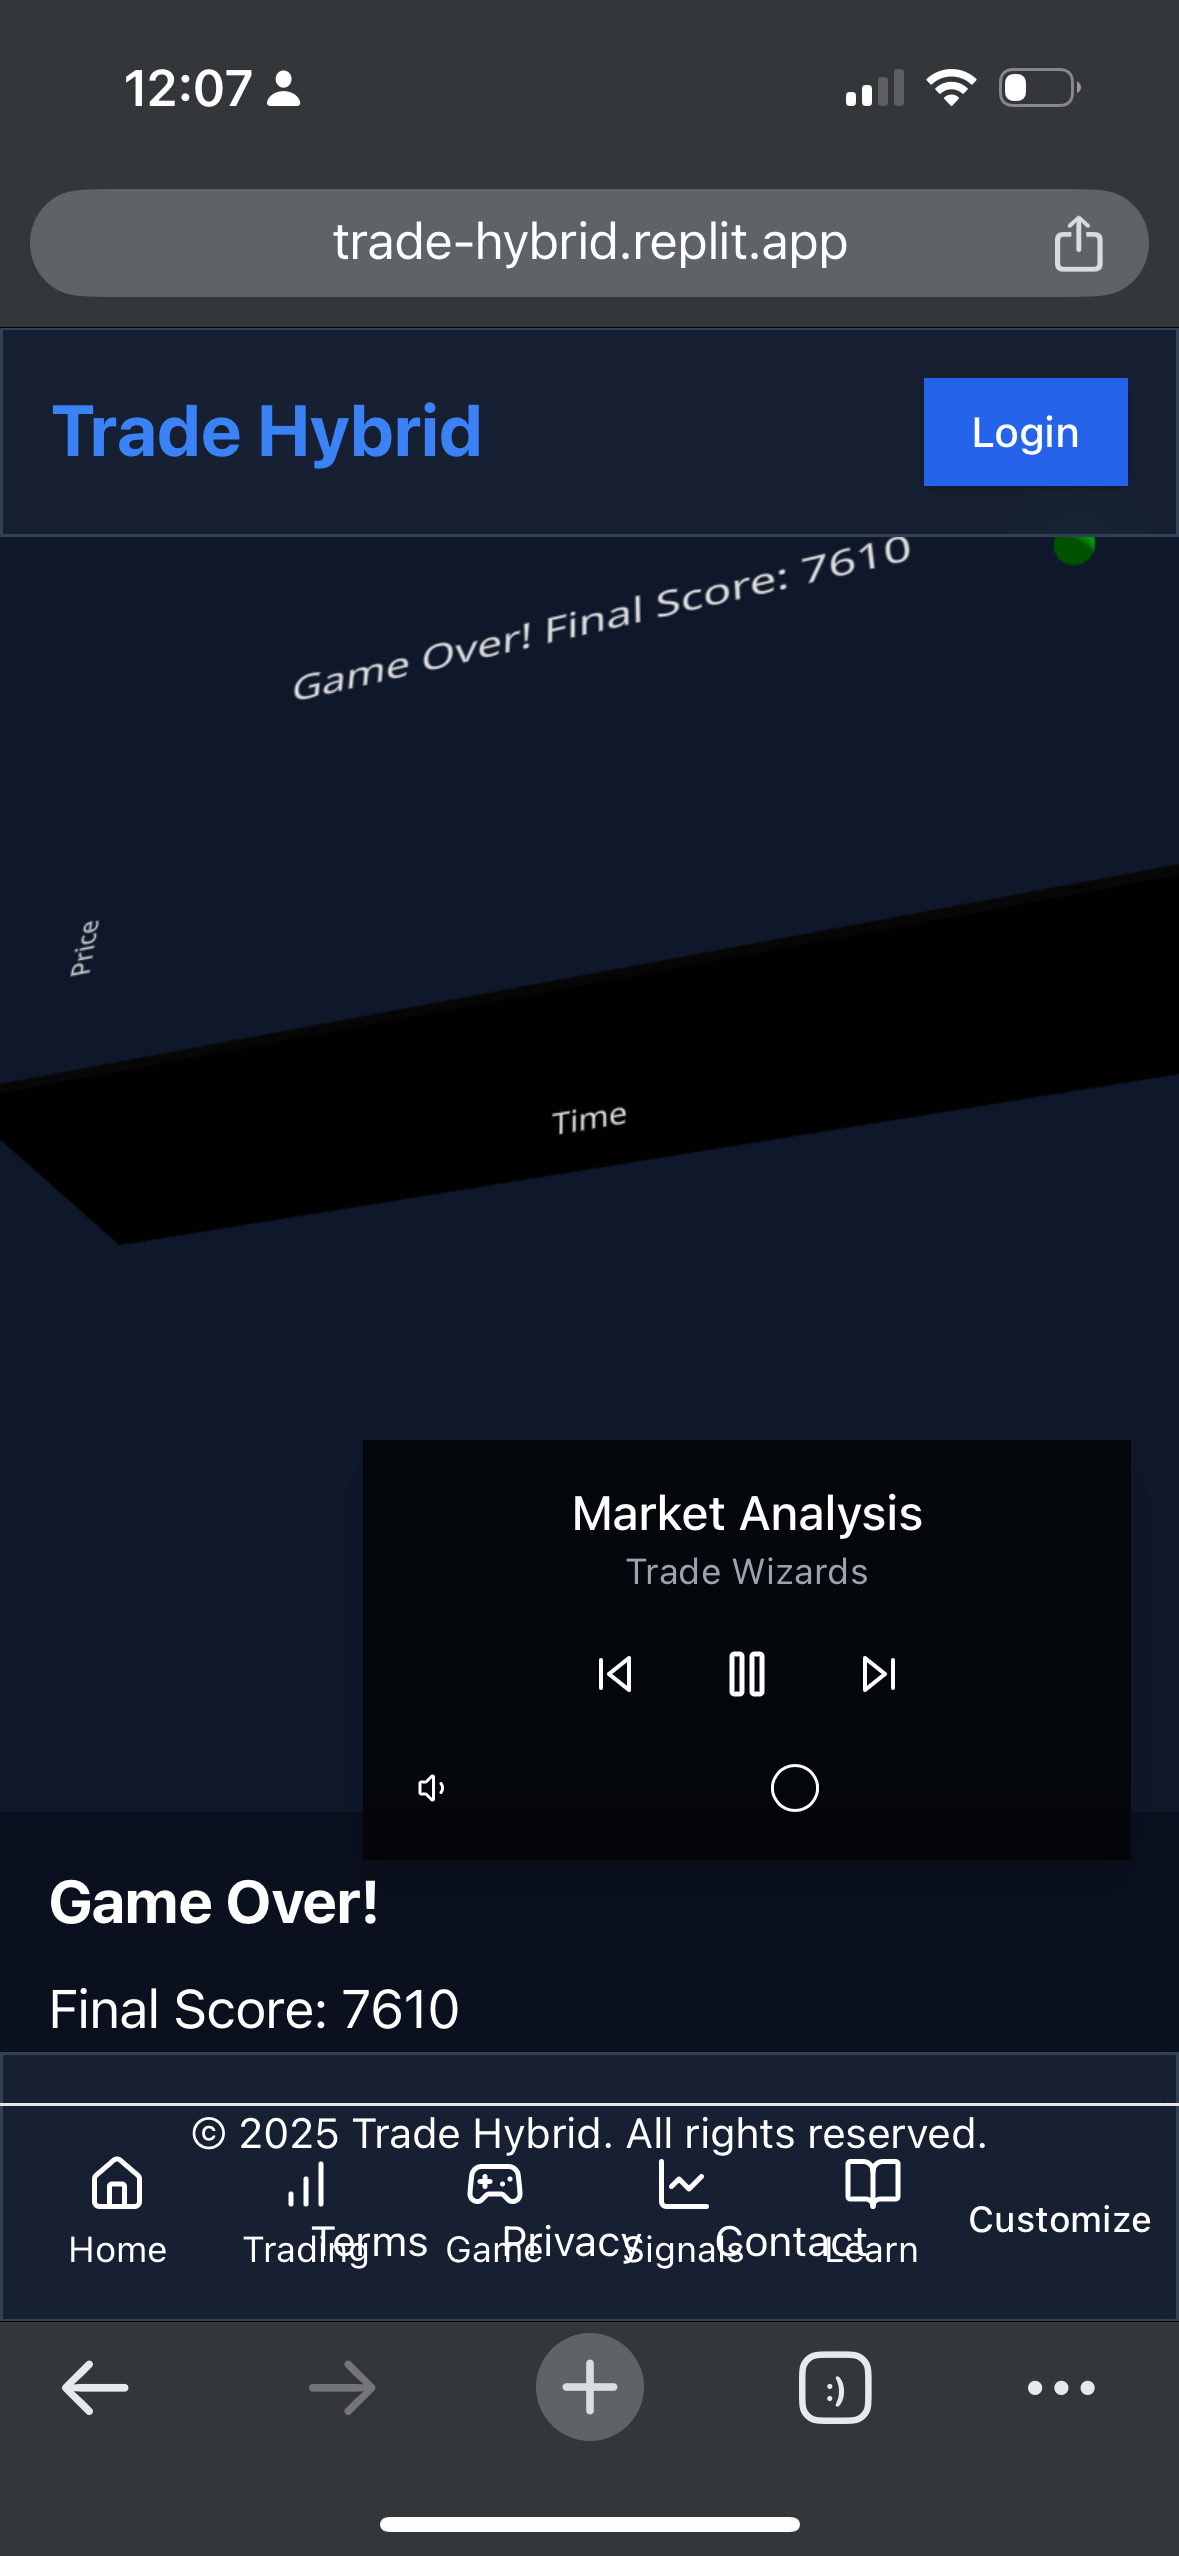 12:07
trade-hybrid.replit.app
Trade Hybrid
Login
Game Over! Final Score: 7610
Price
Time
Market Analysis
Trade Wizards
Game Over!
Final Score: 7610
© 2025 Trade Hybrid. All rights reserved.
Terms Privacy Contact
Home Trading Game Signals Learn Customize
:)